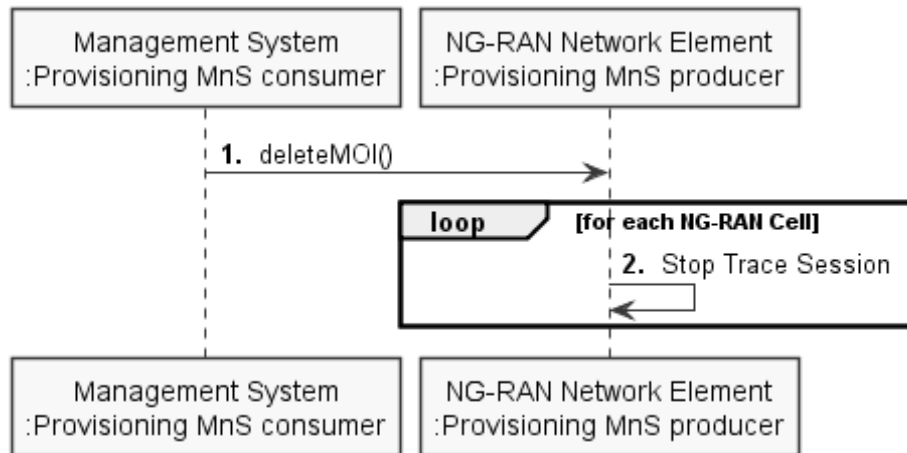 Management System
:Provisioning MnS consumer
NG-RAN Network Element
:Provisioning MnS producer
1. deleteMOI()
loop [for each NG-RAN Cell]
2. Stop Trace Session
Management System
:Provisioning MnS consumer
NG-RAN Network Element
:Provisioning MnS producer